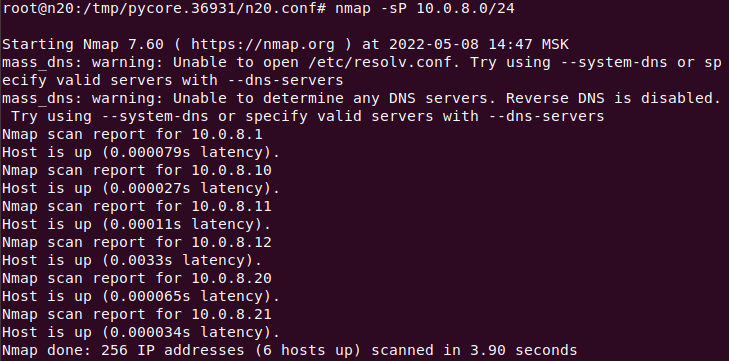 root@n20:/tmp/pycore.36931/n20.conf# nmap -sP 10.0.8.0/24
Starting Nmap 7.60 ( https://nmap.org ) at 2022-05-08 14:47 MSK
mass_dns: warning: Unable to open /etc/resolv.conf. Try using --system-dns or sp
ecify valid servers with --dns-servers
mass_dns: warning: Unable to determine any DNS servers. Reverse DNS is disabled.
 Try using --system-dns or specify valid servers with --dns-servers
Nmap scan report for 10.0.8.1
Host is up (0.000079s latency).
Nmap scan report for 10.0.8.10
Host is up (0.000027s latency).
Nmap scan report for 10.0.8.11
Host is up (0.00011s latency).
Nmap scan report for 10.0.8.12
Host is up (0.0033s latency).
Nmap scan report for 10.0.8.20
Host is up (0.000065s latency).
Nmap scan report for 10.0.8.21
Host is up (0.000034s latency).
Nmap done: 256 IP addresses (6 hosts up) scanned in 3.90 seconds